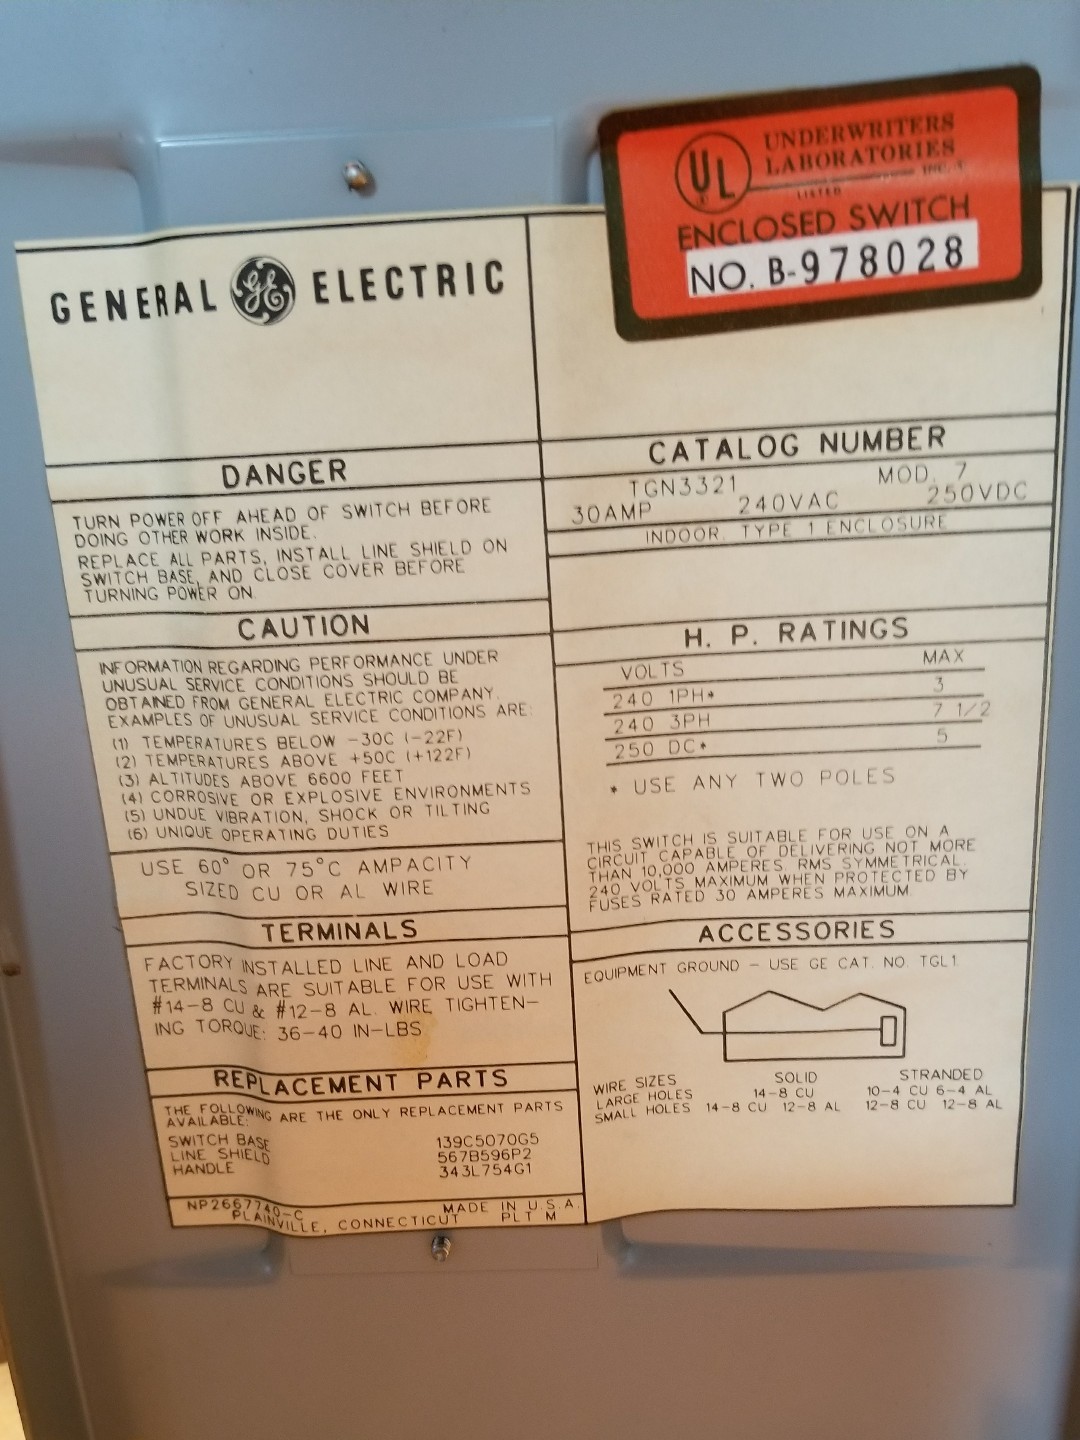 UL
UNDERWRITERS
LABORATORIES
INC.
LISTED
ENCLOSED SWITCH
NO. B-978028
GENERAL GE ELECTRIC
DANGER
TURN POWER OFF AHEAD OF SWITCH BEFORE
DOING OTHER WORK INSIDE.
REPLACE ALL PARTS, INSTALL LINE SHIELD ON
SWITCH BASE, AND CLOSE COVER BEFORE
TURNING POWER ON
CAUTION
INFORMATION REGARDING PERFORMANCE UNDER
UNUSUAL SERVICE CONDITIONS SHOULD BE
OBTAINED FROM GENERAL ELECTRIC COMPANY.
EXAMPLES OF UNUSUAL SERVICE CONDITIONS ARE:
(1) TEMPERATURES BELOW -30C (-22F)
(2) TEMPERATURES ABOVE +50C (+122F)
(3) ALTITUDES ABOVE 6600 FEET
(4) CORROSIVE OR EXPLOSIVE ENVIRONMENTS
(5) UNDUE VIBRATION, SHOCK OR TILTING
(6) UNIQUE OPERATING DUTIES
USE 60° OR 75°C AMPACITY
SIZED CU OR AL WIRE
TERMINALS
FACTORY INSTALLED LINE AND LOAD
TERMINALS ARE SUITABLE FOR USE WITH
#14-8 CU & #12-8 AL. WIRE TIGHTEN-
ING TORQUE: 36-40 IN-LBS
REPLACEMENT PARTS
THE FOLLOWING ARE THE ONLY REPLACEMENT PARTS
AVAILABLE:
SWITCH BASE 139C5070G5
LINE SHIELD 567B596P2
HANDLE 343L754G1
NP2667740-C MADE IN U.S.A.
PLAINVILLE, CONNECTICUT PLT M
CATALOG NUMBER
TGN3321 MOD. 7
30AMP 240VAC 250VDC
INDOOR, TYPE 1 ENCLOSURE
H. P. RATINGS
VOLTS MAX
240 1PH* 3
240 3PH 7 1/2
250 DC* 5
* USE ANY TWO POLES
THIS SWITCH IS SUITABLE FOR USE ON A
CIRCUIT CAPABLE OF DELIVERING NOT MORE
THAN 10,000 AMPERES RMS SYMMETRICAL.
240 VOLTS MAXIMUM WHEN PROTECTED BY
FUSES RATED 30 AMPERES MAXIMUM.
ACCESSORIES
EQUIPMENT GROUND - USE GE CAT. NO. TGL1
WIRE SIZES SOLID STRANDED
LARGE HOLES 14-8 CU 10-4 CU 6-4 AL
SMALL HOLES 14-8 CU 12-8 AL 12-8 CU 12-8 AL